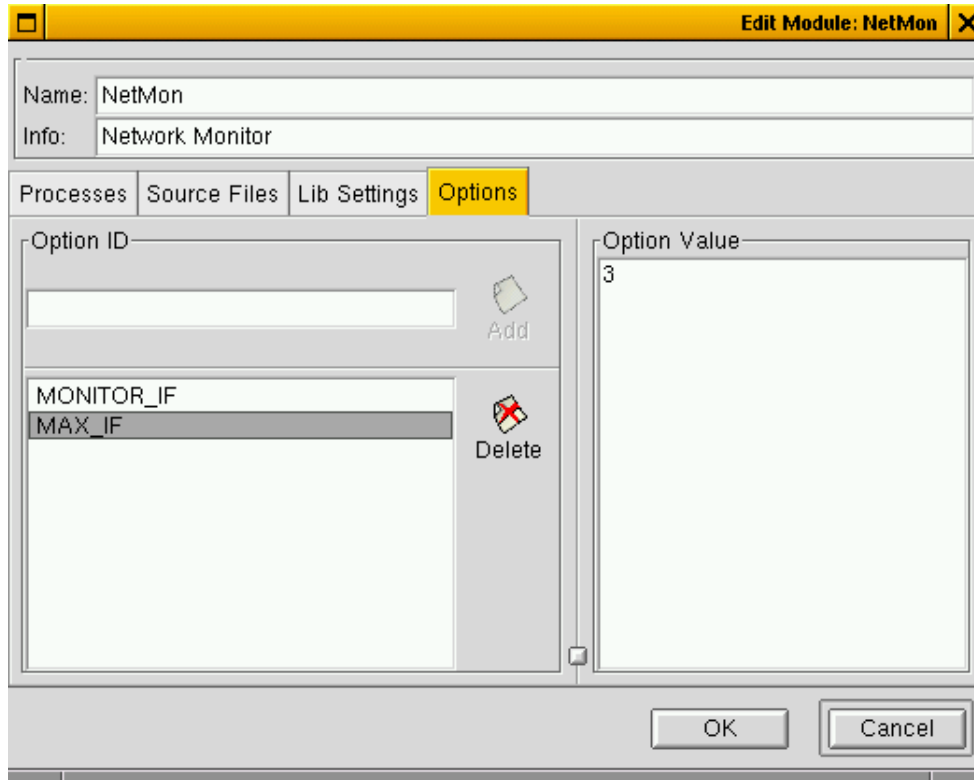 Edit Module: NetMon
Name: NetMon
Info: Network Monitor
Processes Source Files Lib Settings Options
Option ID
Add
MONITOR_IF
MAX_IF
Delete
Option Value
3
OK Cancel